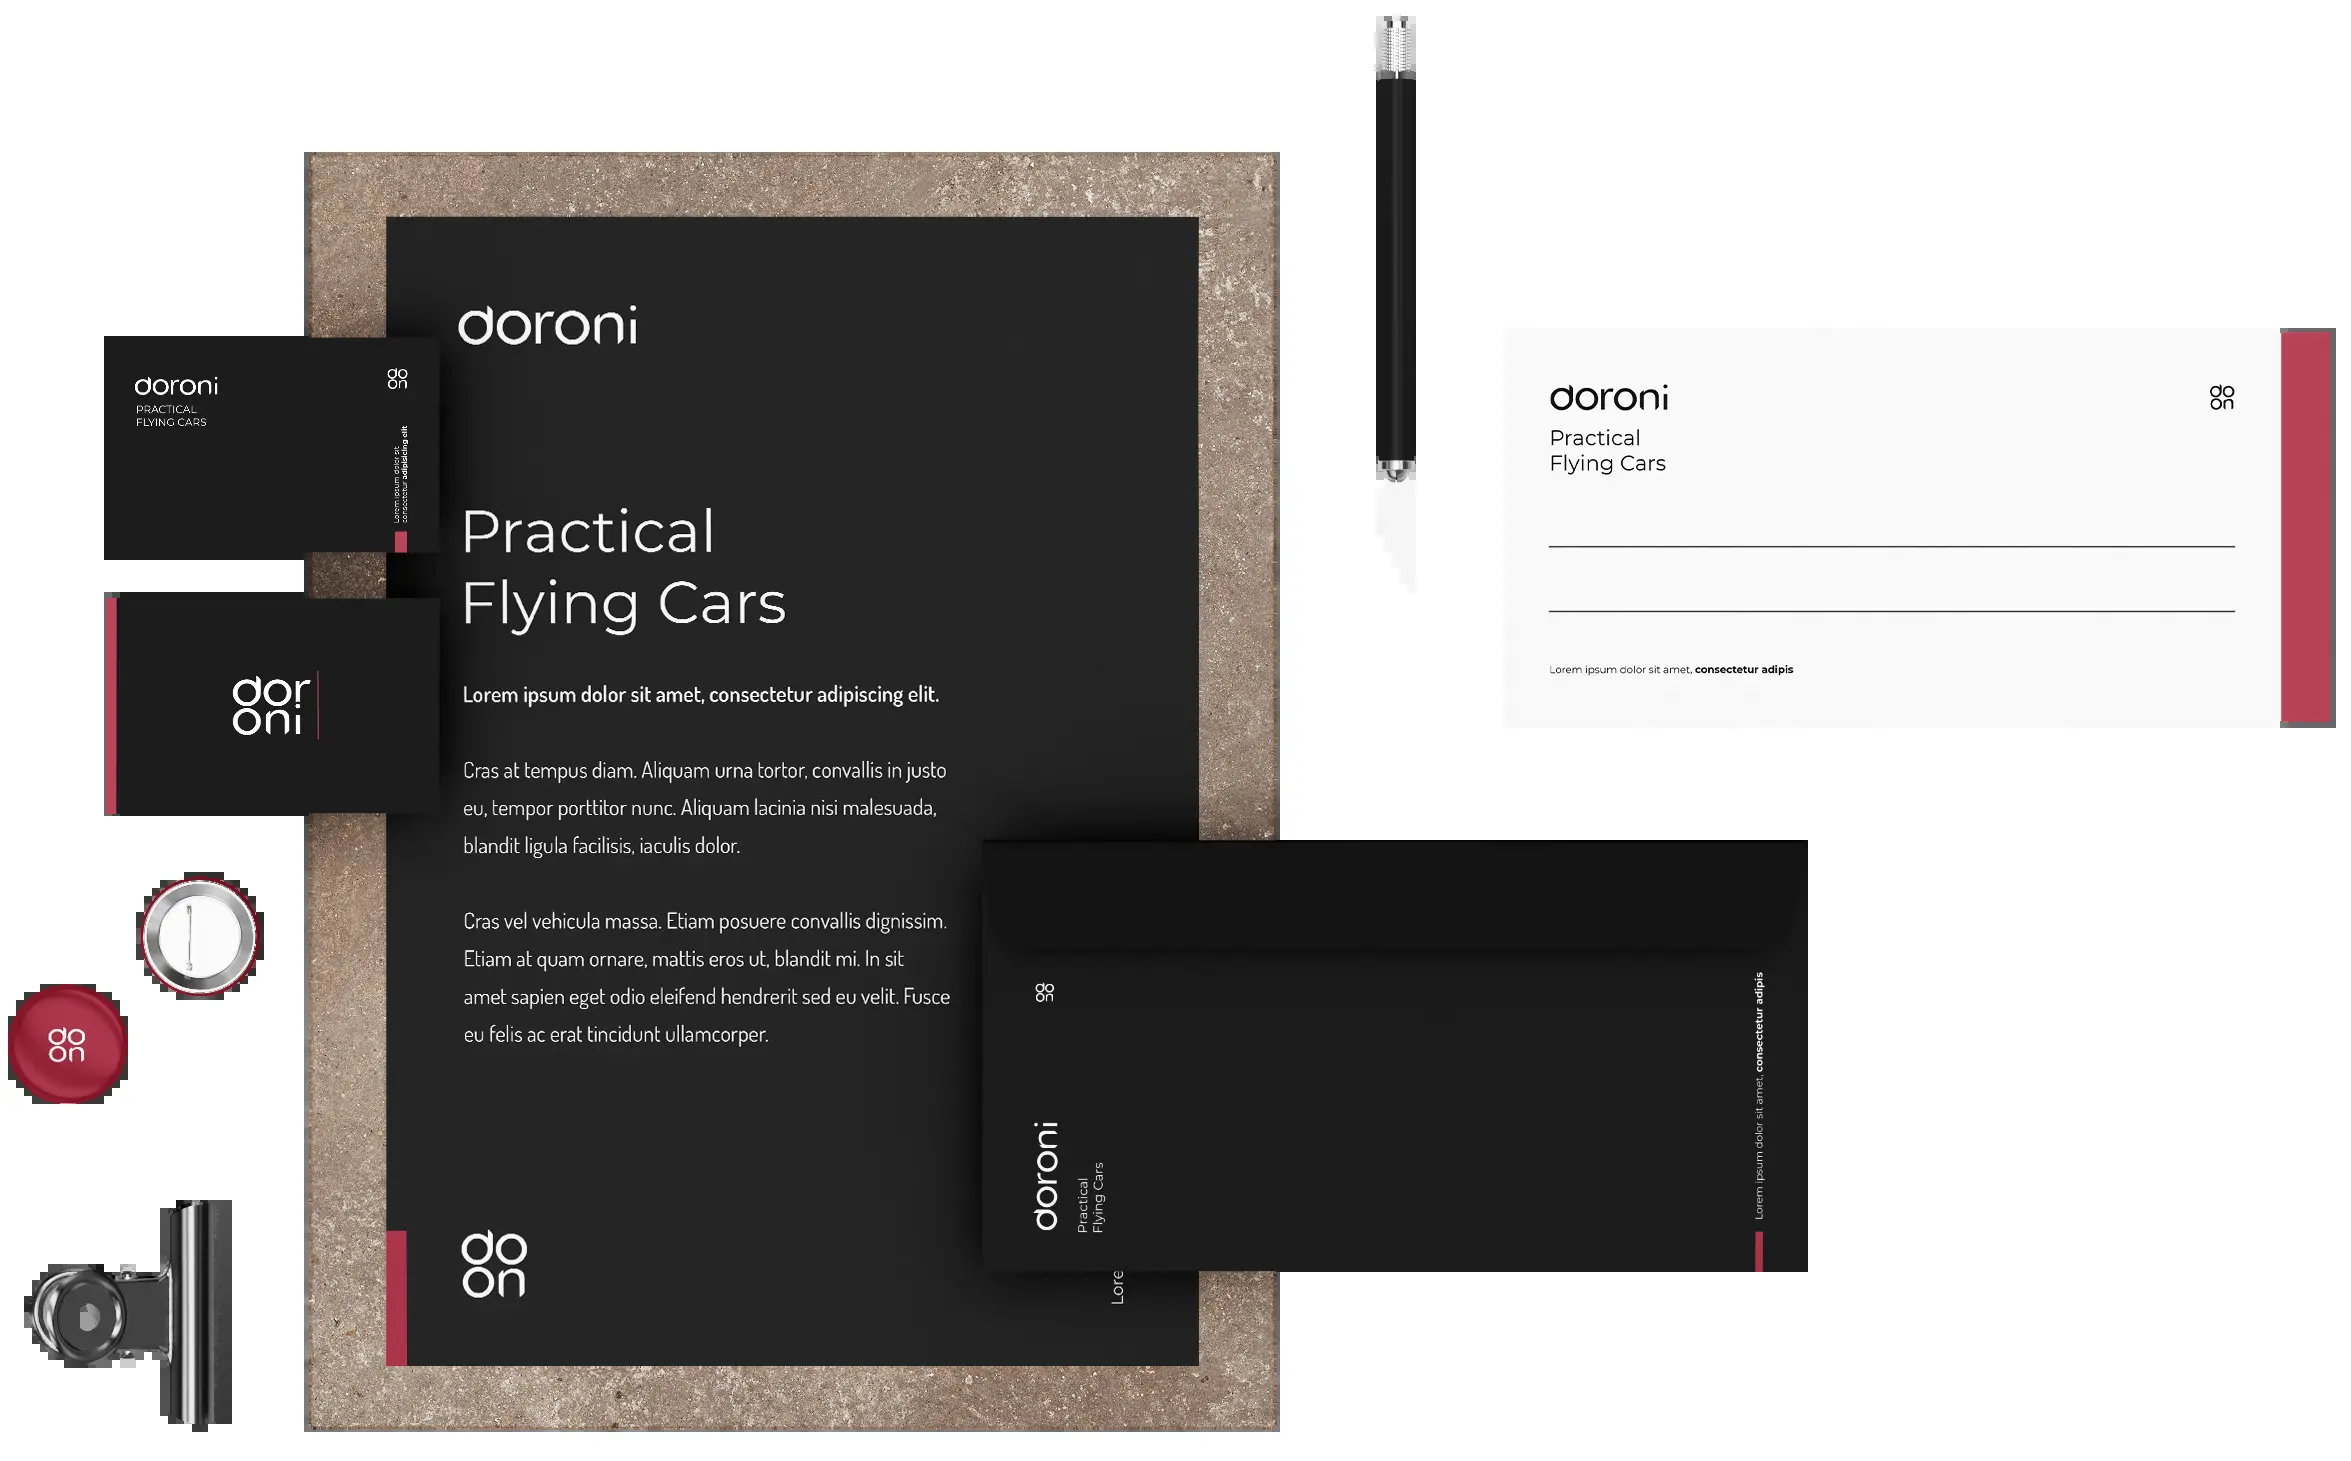 doroni
PRACTICAL
FLYING CARS
do
on
Lorem ipsum dolor sit
consectetur adipisicing elit
dor
oni
do
on
doroni
Practical
Flying Cars
Lorem ipsum dolor sit amet, consectetur adipiscing elit.
Cras at tempus diam. Aliquam urna tortor, convallis in justo
eu, tempor porttitor nunc. Aliquam lacinia nisi malesuada,
blandit ligula facilisis, iaculis dolor.
Cras vel vehicula massa. Etiam posuere convallis dignissim.
Etiam at quam ornare, mattis eros ut, blandit mi. In sit
amet sapien eget odio eleifend hendrerit sed eu velit. Fusce
eu felis ac erat tincidunt ullamcorper.
do
on
Lore
do
on
doroni
Practical
Flying Cars
Lorem ipsum dolor sit amet, consectetur adipis
doroni
Practical
Flying Cars
do
on
Lorem ipsum dolor sit amet, consectetur adipis